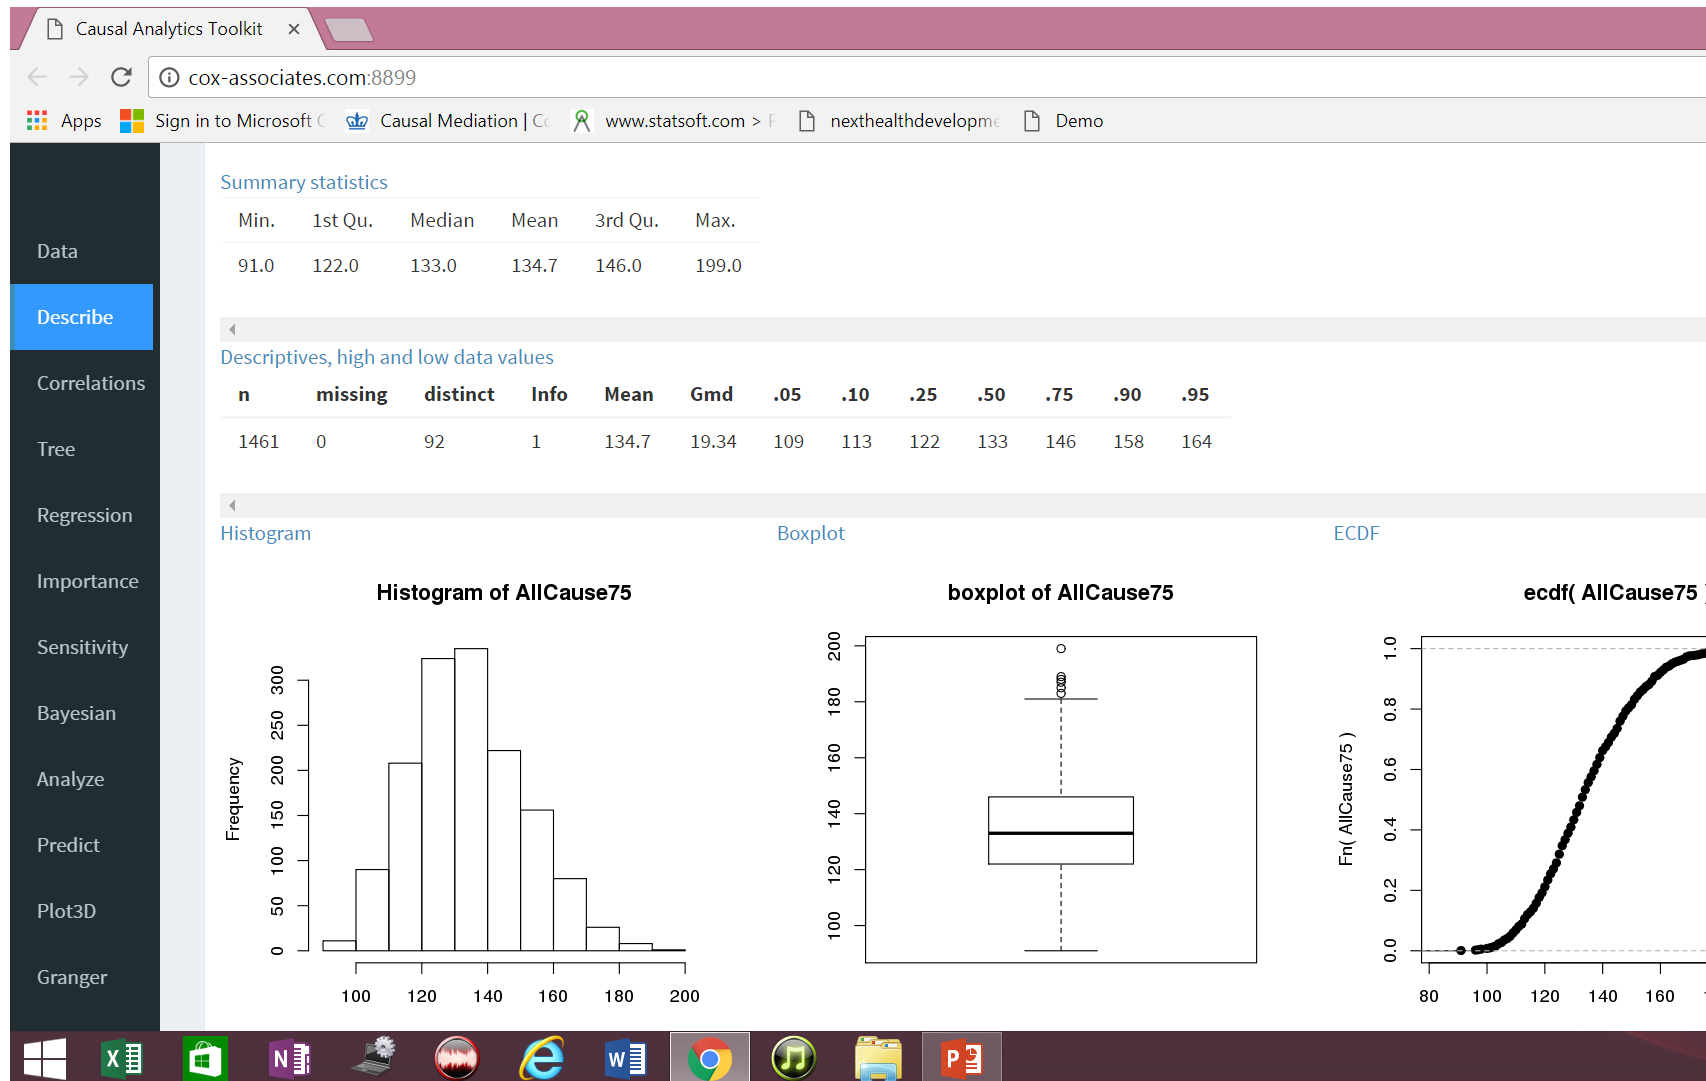 Causal Analytics Toolkit
cox-associates.com:8899
Apps Sign in to Microsoft Causal Mediation | www.statsoft.com > nexthealthdevelopme Demo
Data
Describe
Correlations
Tree
Regression
Importance
Sensitivity
Bayesian
Analyze
Predict
Plot3D
Granger
Summary statistics
Min. 1st Qu. Median Mean 3rd Qu. Max.
91.0 122.0 133.0 134.7 146.0 199.0
Descriptives, high and low data values
n missing distinct Info Mean Gmd .05 .10 .25 .50 .75 .90 .95
1461 0 92 1 134.7 19.34 109 113 122 133 146 158 164
Histogram
Histogram of AllCause75
Frequency
0 50 100 150 200 250 300
100 120 140 160 180 200
Boxplot
boxplot of AllCause75
100 120 140 160 180 200
ECDF
ecdf( AllCause75 )
Fn( AllCause75 )
0.0 0.2 0.4 0.6 0.8 1.0
80 100 120 140 160